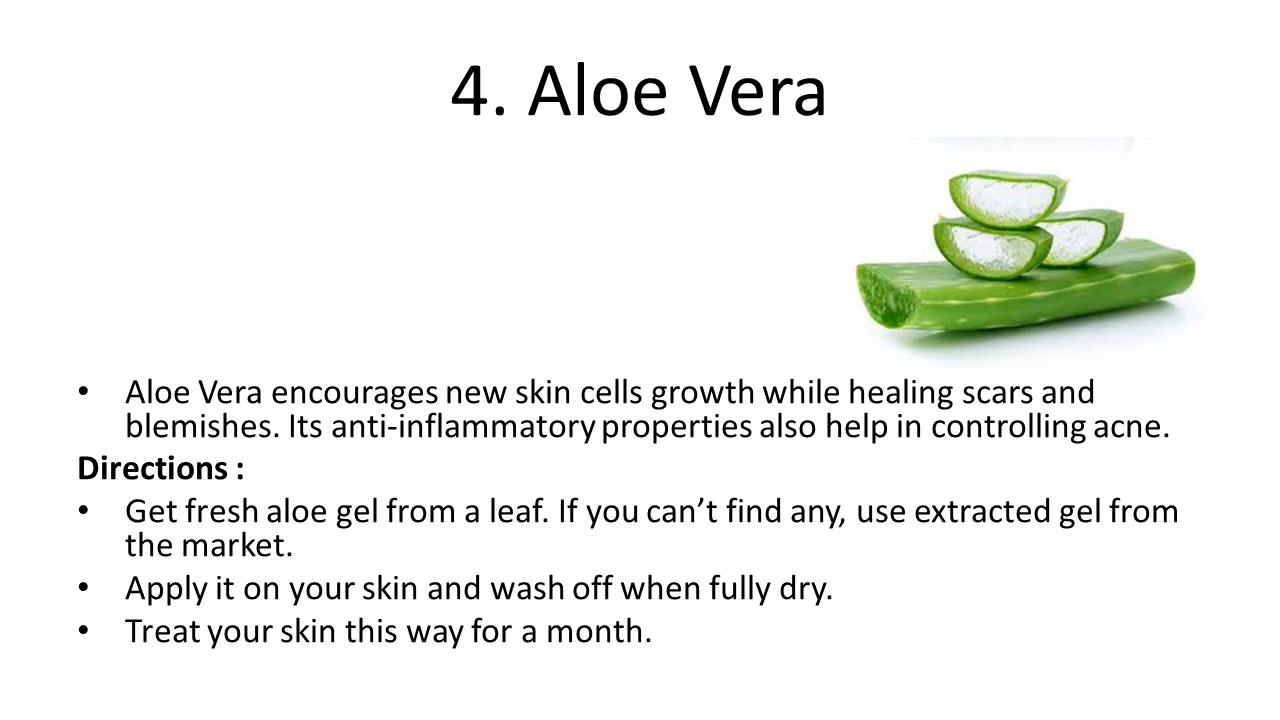 4. Aloe Vera
• Aloe Vera encourages new skin cells growth while healing scars and
blemishes. Its anti-inflammatory properties also help in controlling acne.
Directions :
• Get fresh aloe gel from a leaf. If you can’t find any, use extracted gel from
the market.
• Apply it on your skin and wash off when fully dry.
• Treat your skin this way for a month.